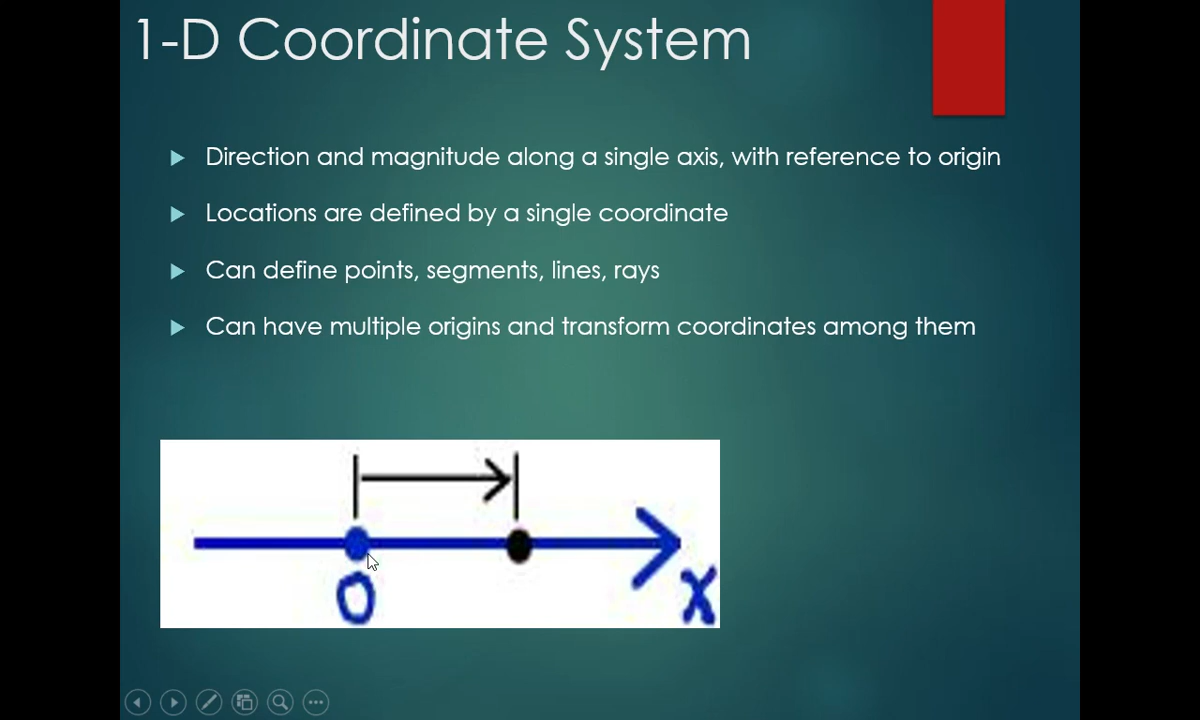 1-D Coordinate System
Direction and magnitude along a single axis, with reference to origin
Locations are defined by a single coordinate
Can define points, segments, lines, rays
Can have multiple origins and transform coordinates among them
0
x